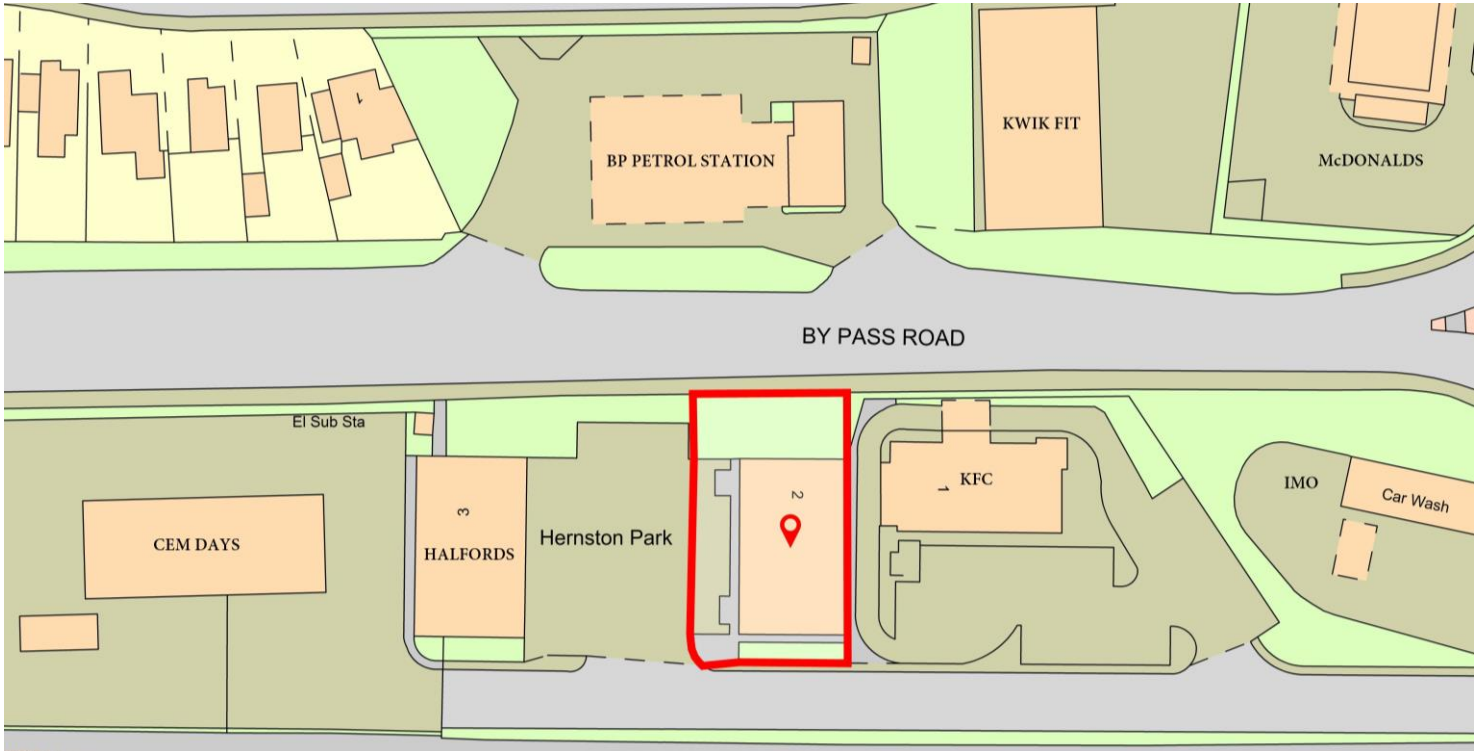 1
BP PETROL STATION
KWIK FIT
McDONALDS
BY PASS ROAD
El Sub Sta
CEM DAYS
3
HALFORDS
Hernston Park
2
1
KFC
IMO
Car Wash